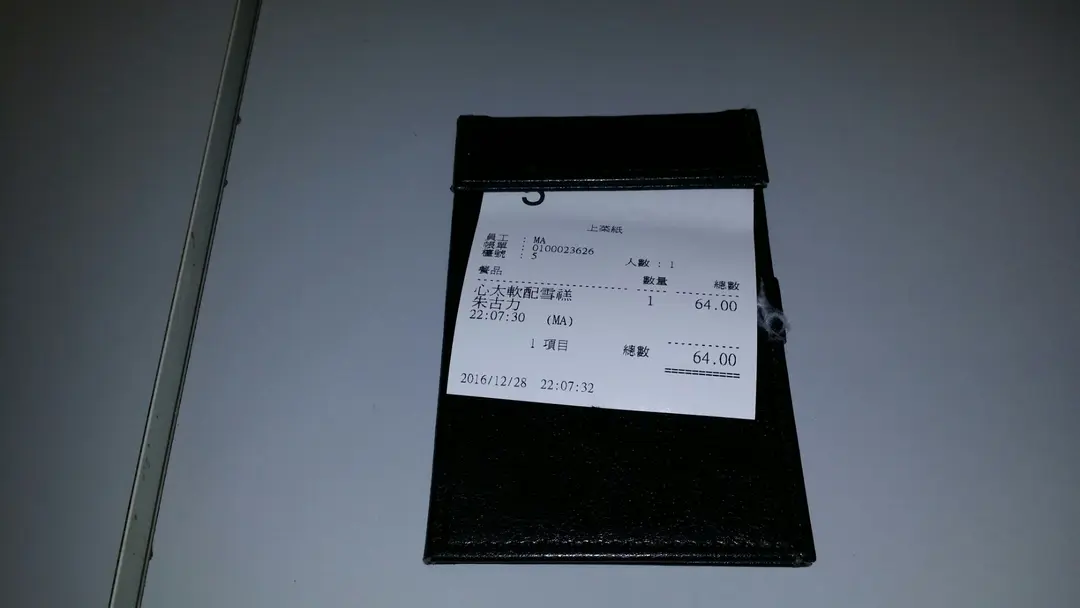 5
上菜紙
員工 : MA
帳單 : 0100023626
檯號 : 5 人數 : 1
餐品 數量 總數
心太軟配雪糕 1 64.00
朱古力
22:07:30 (MA)
1 項目 總數 64.00
2016/12/28 22:07:32